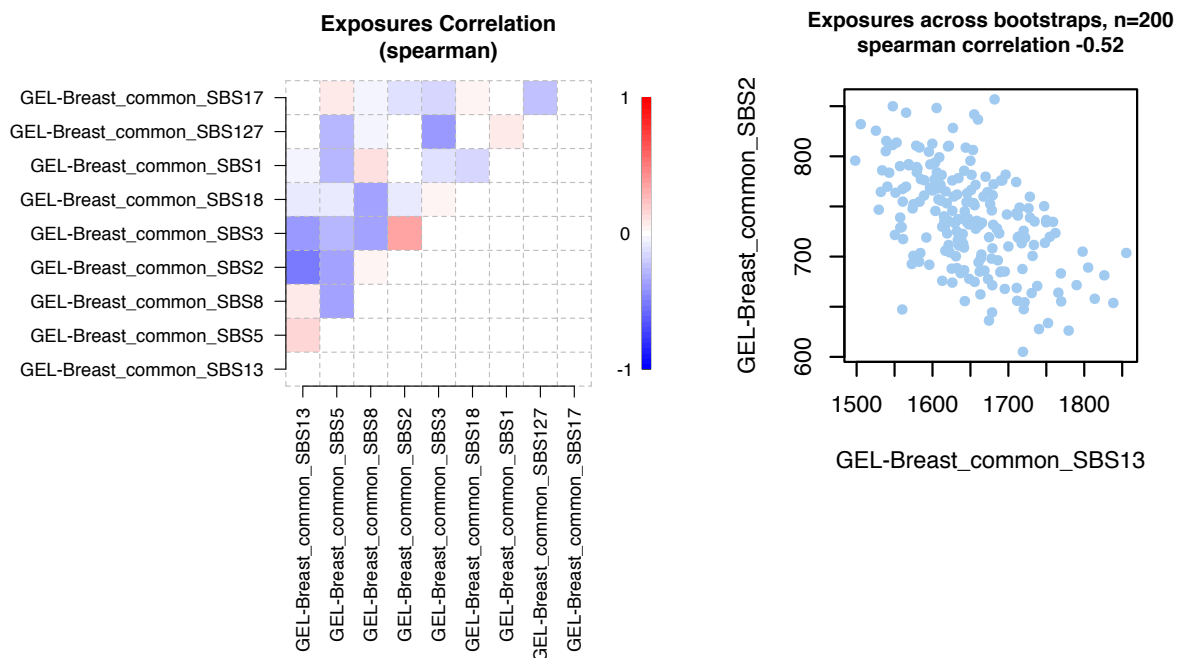 Exposures Correlation
(spearman)
GEL-Breast_common_SBS17
GEL-Breast_common_SBS127
GEL-Breast_common_SBS1
GEL-Breast_common_SBS18
GEL-Breast_common_SBS3
GEL-Breast_common_SBS2
GEL-Breast_common_SBS8
GEL-Breast_common_SBS5
GEL-Breast_common_SBS13
GEL-Breast_common_SBS13
GEL-Breast_common_SBS5
GEL-Breast_common_SBS8
GEL-Breast_common_SBS2
GEL-Breast_common_SBS3
GEL-Breast_common_SBS18
GEL-Breast_common_SBS1
GEL-Breast_common_SBS127
GEL-Breast_common_SBS17
1
0
-1
Exposures across bootstraps, n=200
spearman correlation -0.52
GEL-Breast_common_SBS2
800
700
600
1500 1600 1700 1800
GEL-Breast_common_SBS13